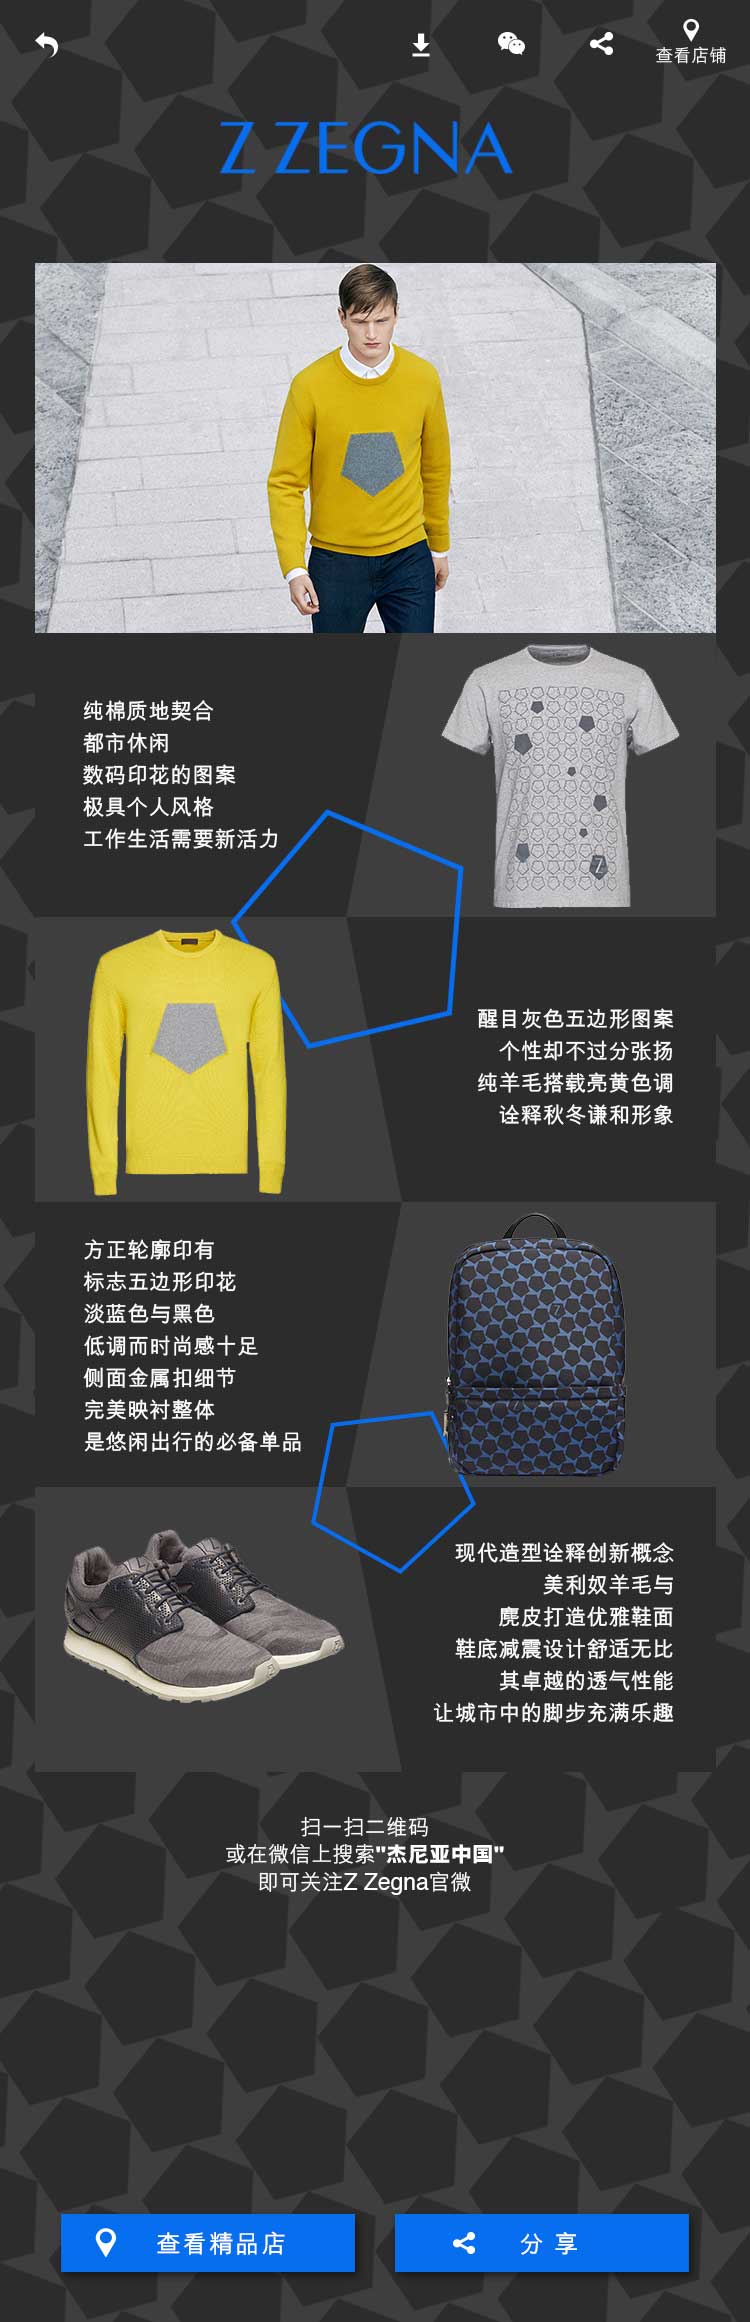 查看店铺
Z ZEGNA
纯棉质地契合
都市休闲
数码印花的图案
极具个人风格
工作生活需要新活力
Z
醒目灰色五边形图案
个性却不过分张扬
纯羊毛搭载亮黄色调
诠释秋冬谦和形象
方正轮廓印有
标志五边形印花
淡蓝色与黑色
低调而时尚感十足
侧面金属扣细节
完美映衬整体
是悠闲出行的必备单品
Z
现代造型诠释创新概念
美利奴羊毛与
麂皮打造优雅鞋面
鞋底减震设计舒适无比
其卓越的透气性能
让城市中的脚步充满乐趣
扫一扫二维码
或在微信上搜索"杰尼亚中国"
即可关注Z Zegna官微
查看精品店
分 享